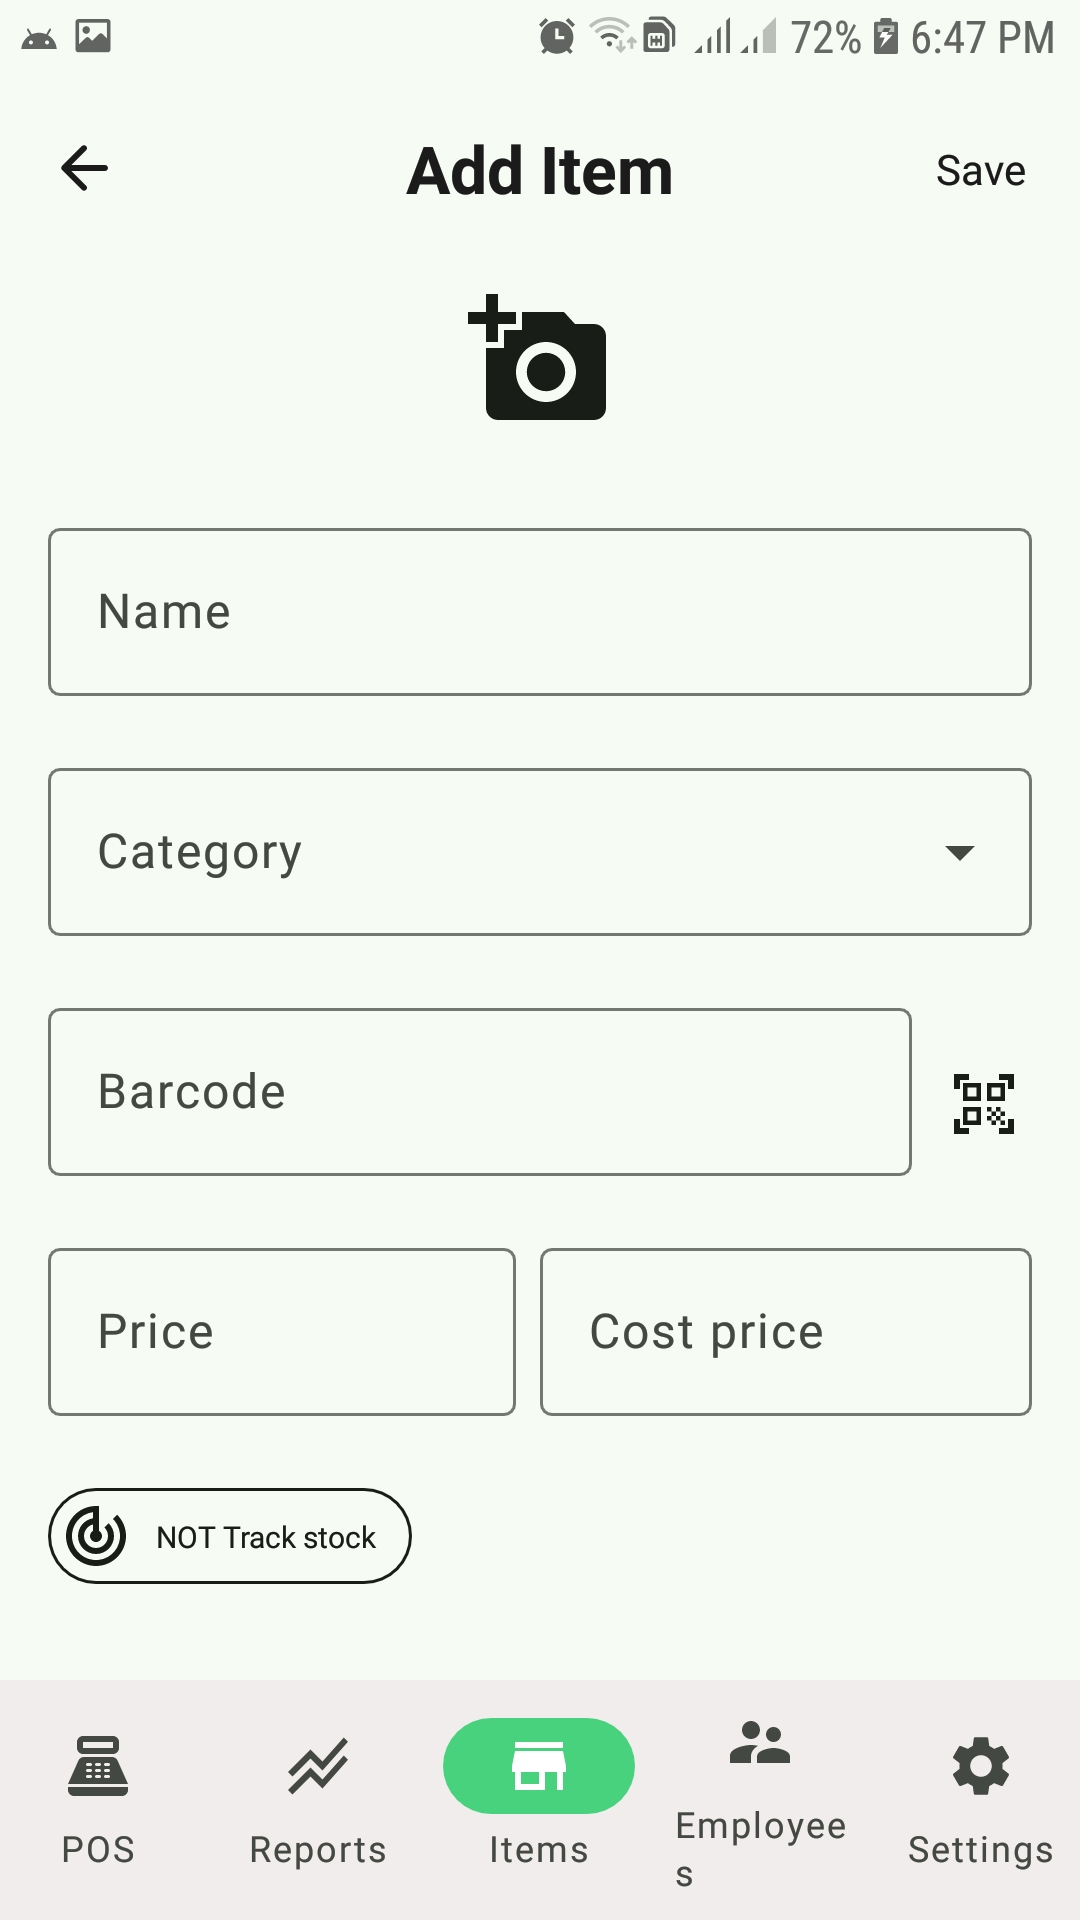 72% 6:47 PM
Add Item
Save
Name
Category
Barcode
Price
Cost price
NOT Track stock
POS
Reports
Items
Employee
s
Settings